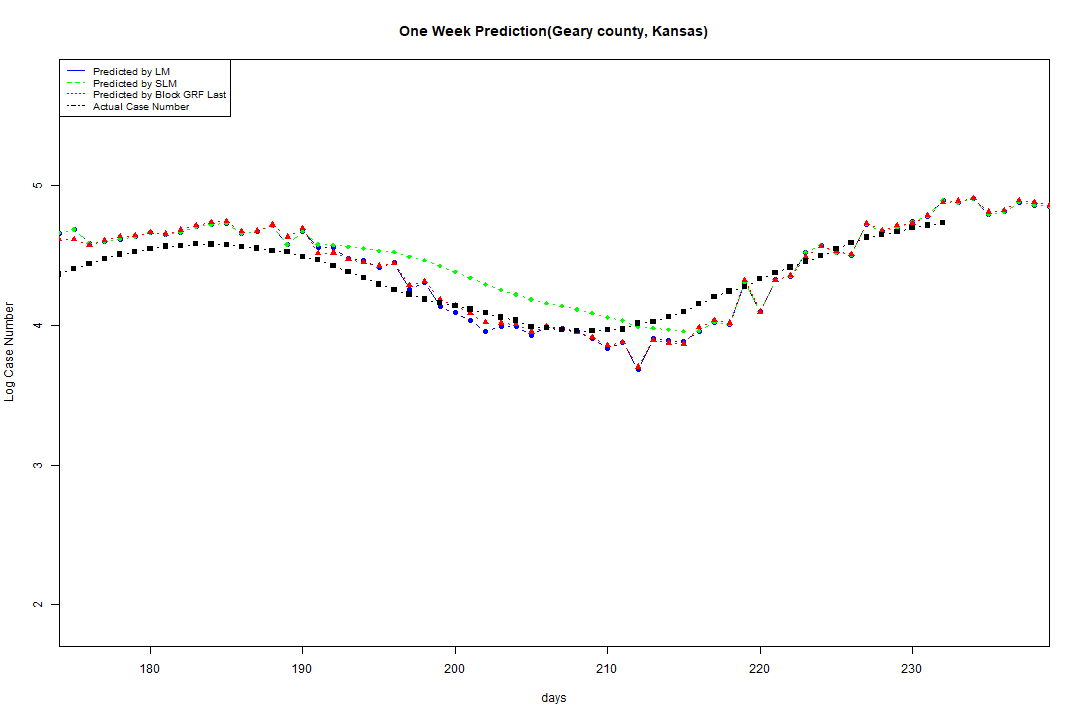 One Week Prediction(Geary county, Kansas)
Predicted by LM
Predicted by SLM
Predicted by Block GRF Last
Actual Case Number
5
4
3
2
Log Case Number
180 190 200 210 220 230
days